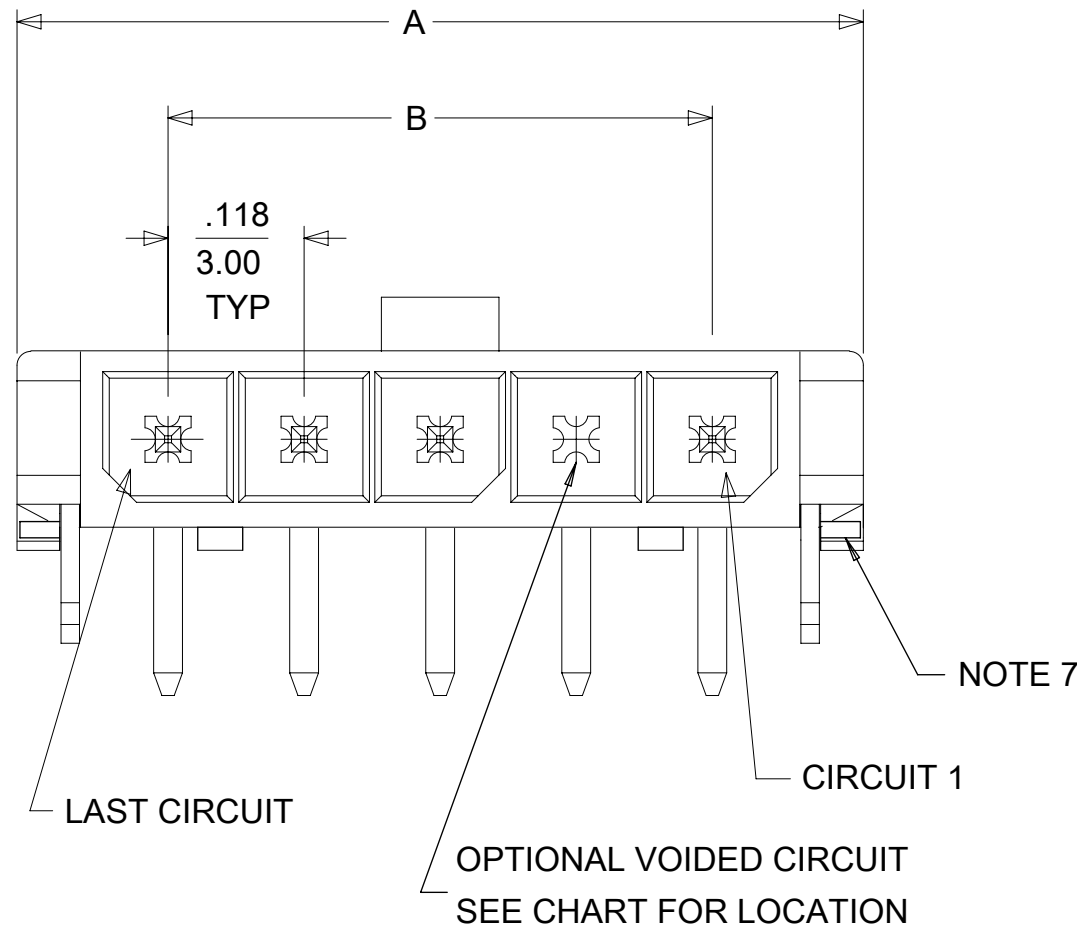 A
B
.118
3.00
TYP
NOTE 7
CIRCUIT 1
LAST CIRCUIT
OPTIONAL VOIDED CIRCUIT
SEE CHART FOR LOCATION